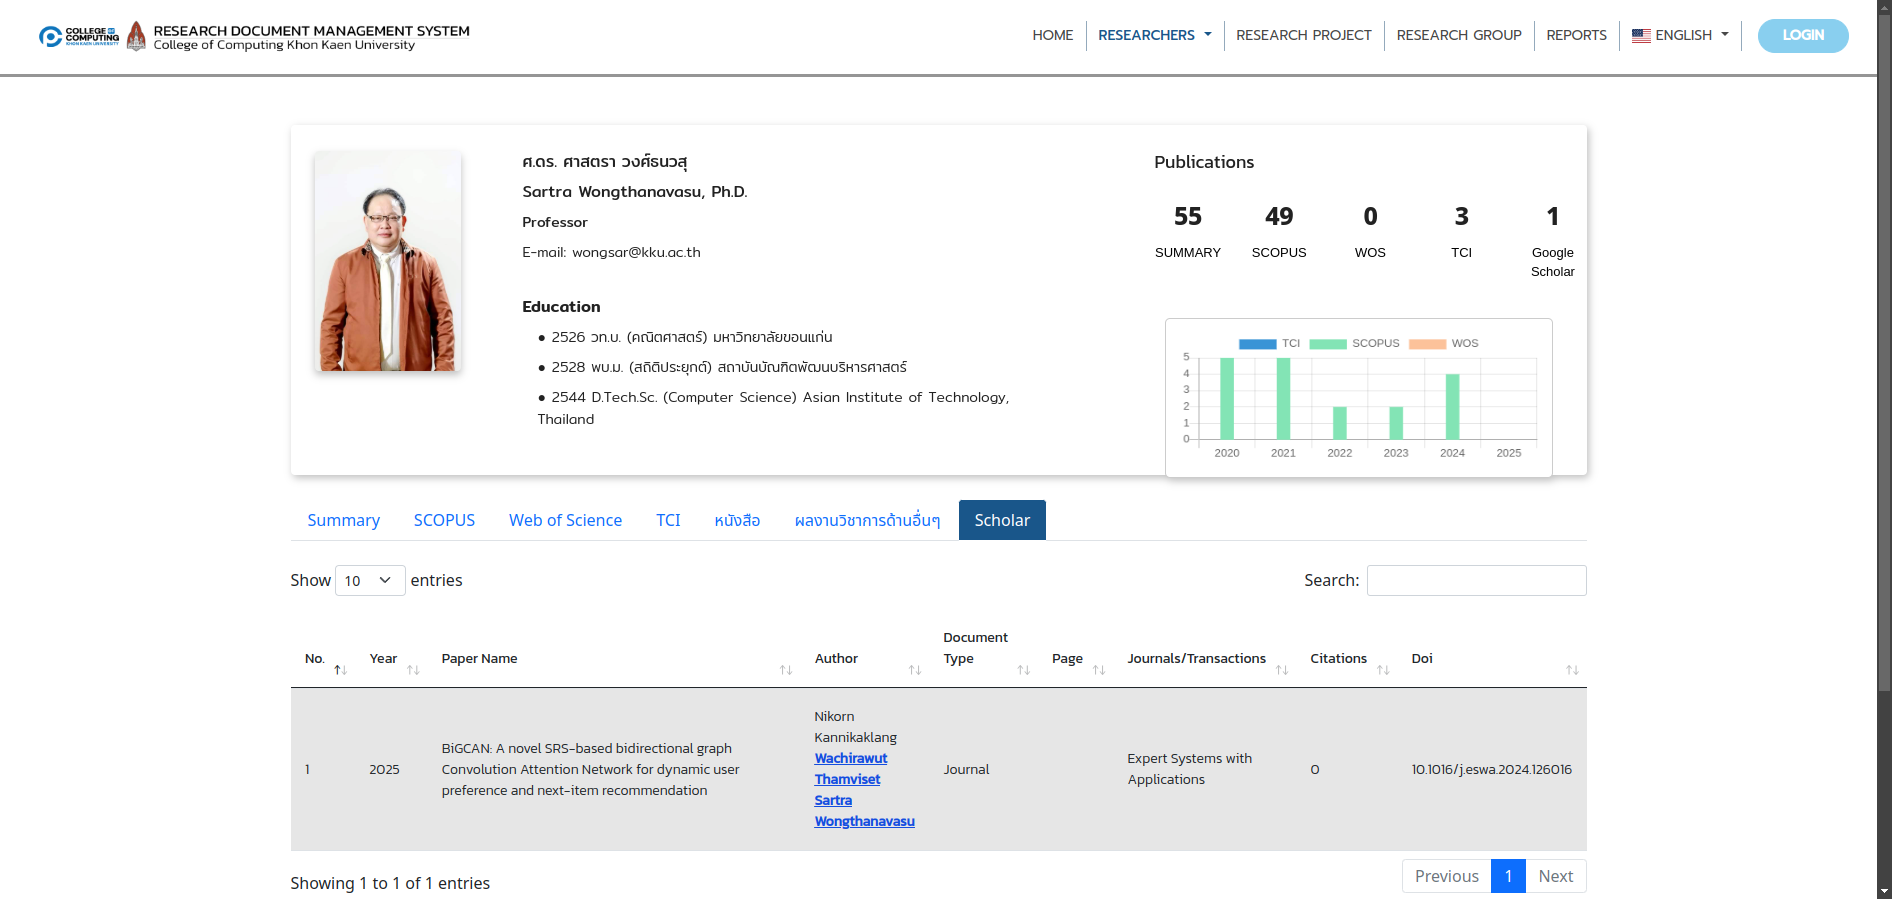 COLLEGE OF
COMPUTING
KHON KAEN UNIVERSITY
RESEARCH DOCUMENT MANAGEMENT SYSTEM
College of Computing Khon Kaen University
HOME
RESEARCHERS
RESEARCH PROJECT
RESEARCH GROUP
REPORTS
ENGLISH
LOGIN
ศ.ดร. ศาสตรา วงศ์ธนวสุ
Sartra Wongthanavasu, Ph.D.
Professor
E-mail: wongsar@kku.ac.th
Education
● 2526 วท.บ. (คณิตศาสตร์) มหาวิทยาลัยขอนแก่น
● 2528 พบ.ม. (สถิติประยุกต์) สถาบันบัณฑิตพัฒนบริหารศาสตร์
● 2544 D.Tech.Sc. (Computer Science) Asian Institute of Technology,
Thailand
Publications
55 49 0 3 1
SUMMARY SCOPUS WOS TCI Google
Scholar
TCI SCOPUS WOS
5
4
3
2
1
0
2020 2021 2022 2023 2024 2025
Summary SCOPUS Web of Science TCI หนังสือ ผลงานวิชาการด้านอื่นๆ Scholar
Show 10 entries
Search:
No. Year Paper Name Author Document
Type Page Journals/Transactions Citations Doi
1
2025
BiGCAN: A novel SRS-based bidirectional graph
Convolution Attention Network for dynamic user
preference and next-item recommendation
Nikorn
Kannikaklang
Wachirawut
Thamviset
Sartra
Wongthanavasu
Journal
Expert Systems with
Applications
0
10.1016/j.eswa.2024.126016
Showing 1 to 1 of 1 entries
Previous 1 Next